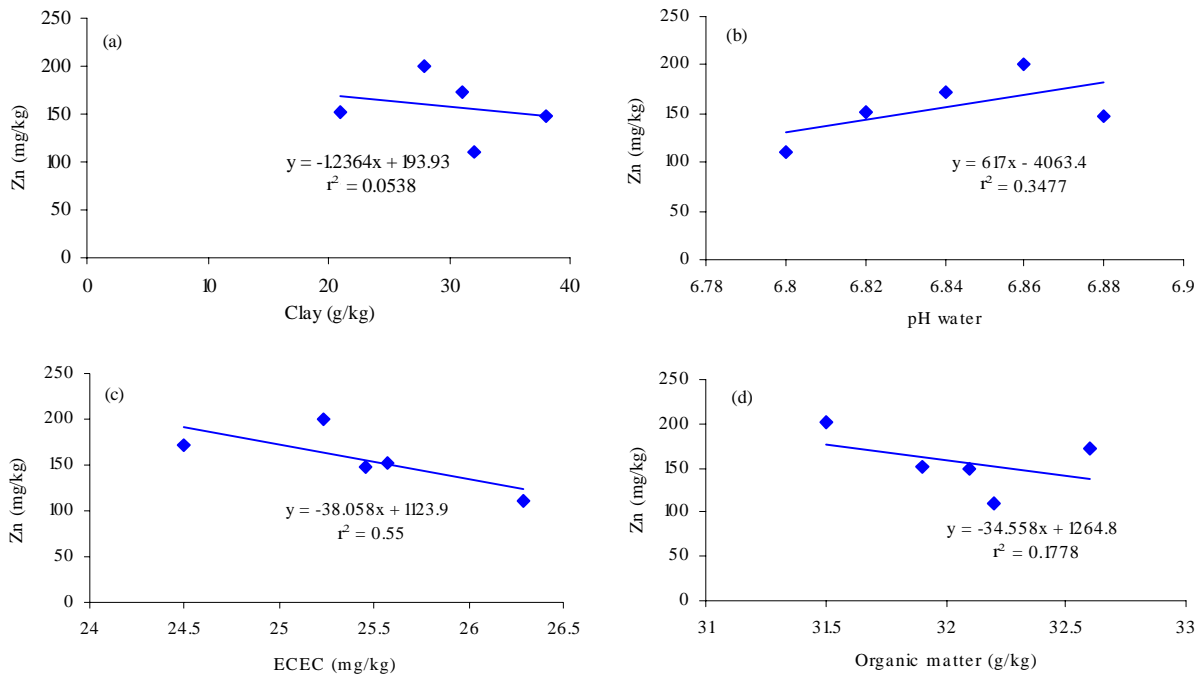 (a)
250
200
150
100
50
0
Zn (mg/kg)
y = -1.2364x + 193.93
r² = 0.0538
0 10 20 30 40
Clay (g/kg)
(b)
250
200
150
100
50
0
Zn (mg/kg)
y = 617x - 4063.4
r² = 0.3477
6.78 6.8 6.82 6.84 6.86 6.88 6.9
pH water
(c)
250
200
150
100
50
0
Zn (mg/kg)
y = -38.058x + 1123.9
r² = 0.55
24 24.5 25 25.5 26 26.5
ECEC (mg/kg)
(d)
250
200
150
100
50
0
Zn (mg/kg)
y = -34.558x + 1264.8
r² = 0.1778
31 31.5 32 32.5 33
Organic matter (g/kg)